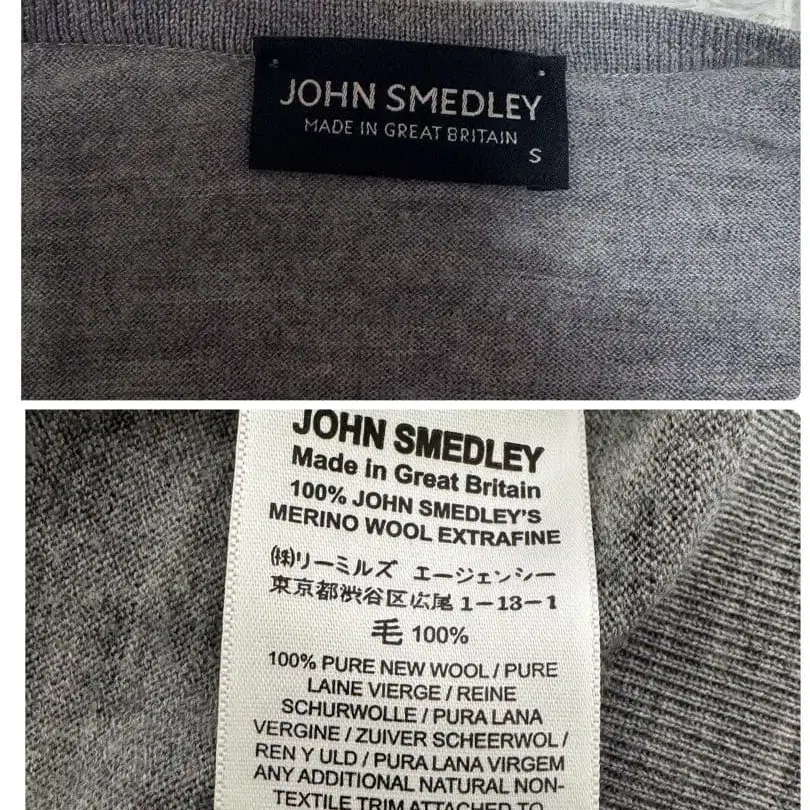 JOHN SMEDLEY
MADE IN GREAT BRITAIN
S
JOHN SMEDLEY
Made in Great Britain
100% JOHN SMEDLEY'S
MERINO WOOL EXTRAFINE
㈱リーミルズ エージェンシー
東京都渋谷区広尾 1-13-1
毛 100%
100% PURE NEW WOOL / PURE
LAINE VIERGE / REINE
SCHURWOLLE / PURA LANA
VERGINE / ZUIVER SCHEERWOL /
REN Y ULD / PURA LANA VIRGEM
ANY ADDITIONAL NATURAL NON-
TEXTILE TRIM ATTACHED TO